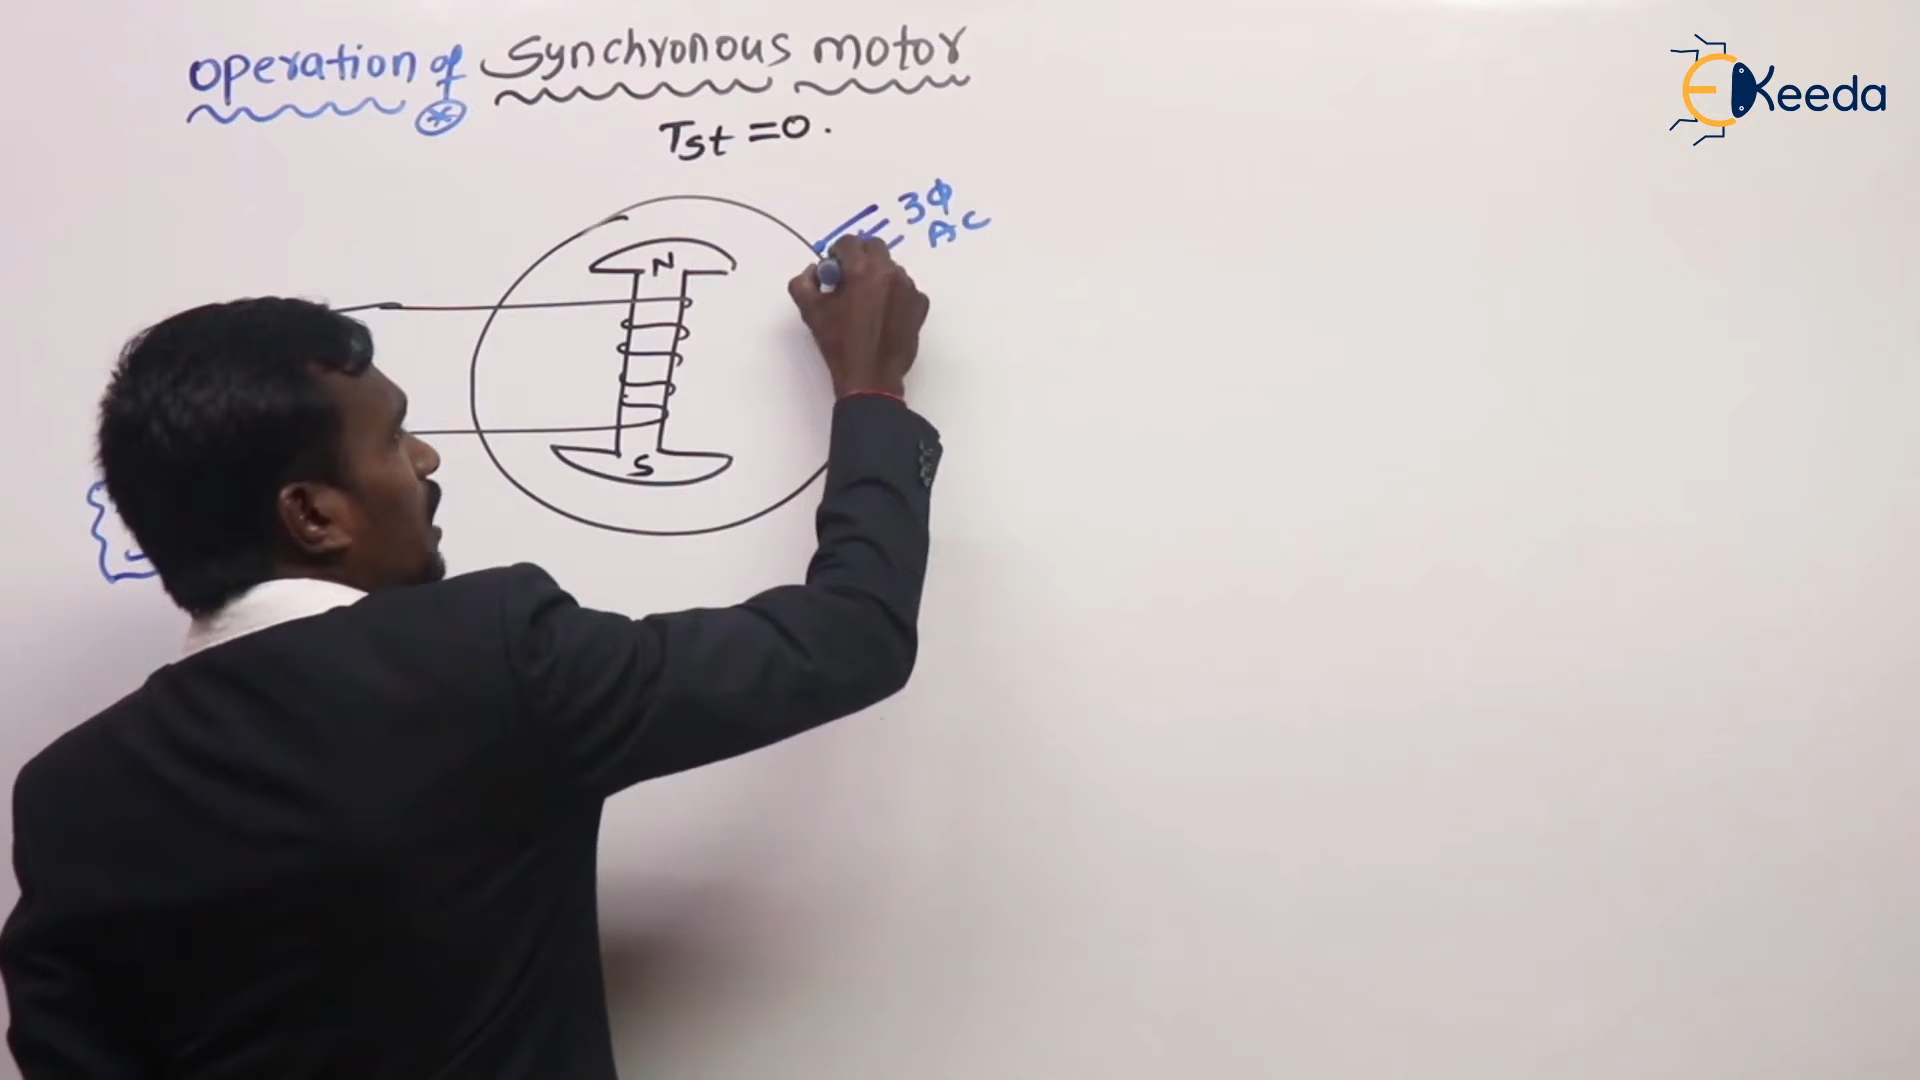 operation of Synchronous motor
Tst = 0.
3Φ
AC
N
S
EKeeda